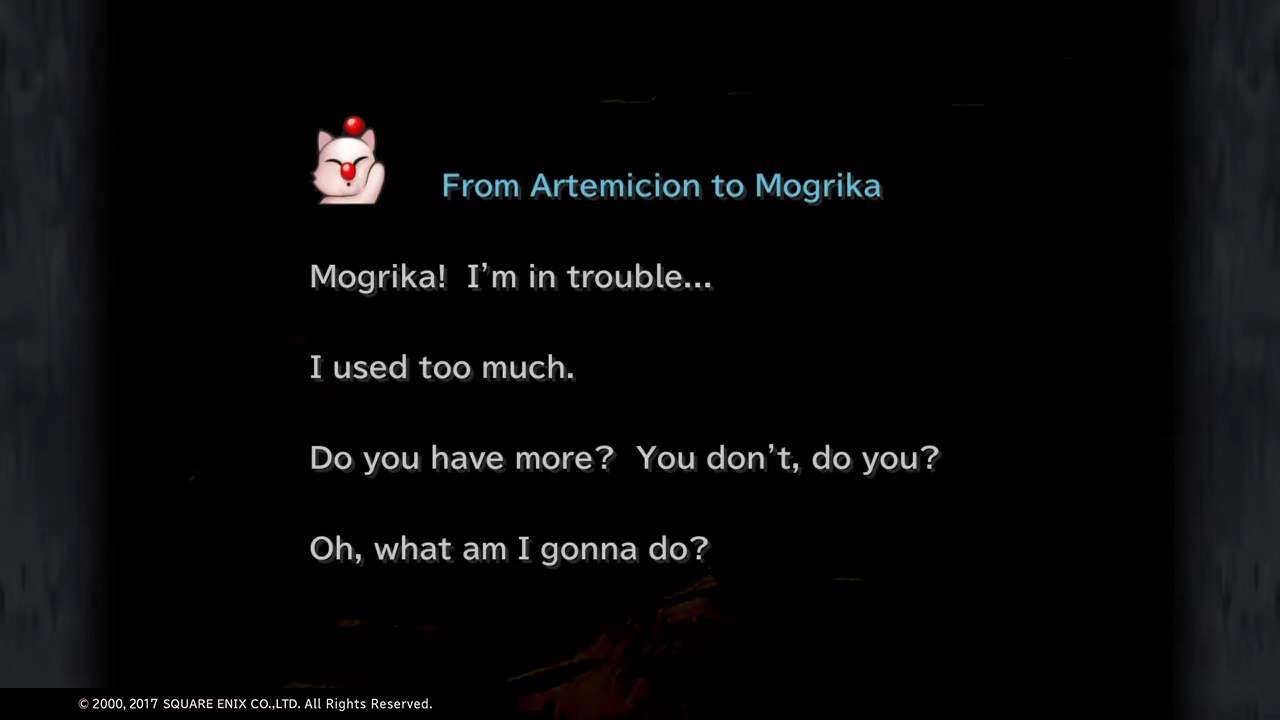 From Artemicion to Mogrika
Mogrika!  I’m in trouble...
I used too much.
Do you have more?  You don’t, do you?
Oh, what am I gonna do?
© 2000, 2017 SQUARE ENIX CO.,LTD. All Rights Reserved.